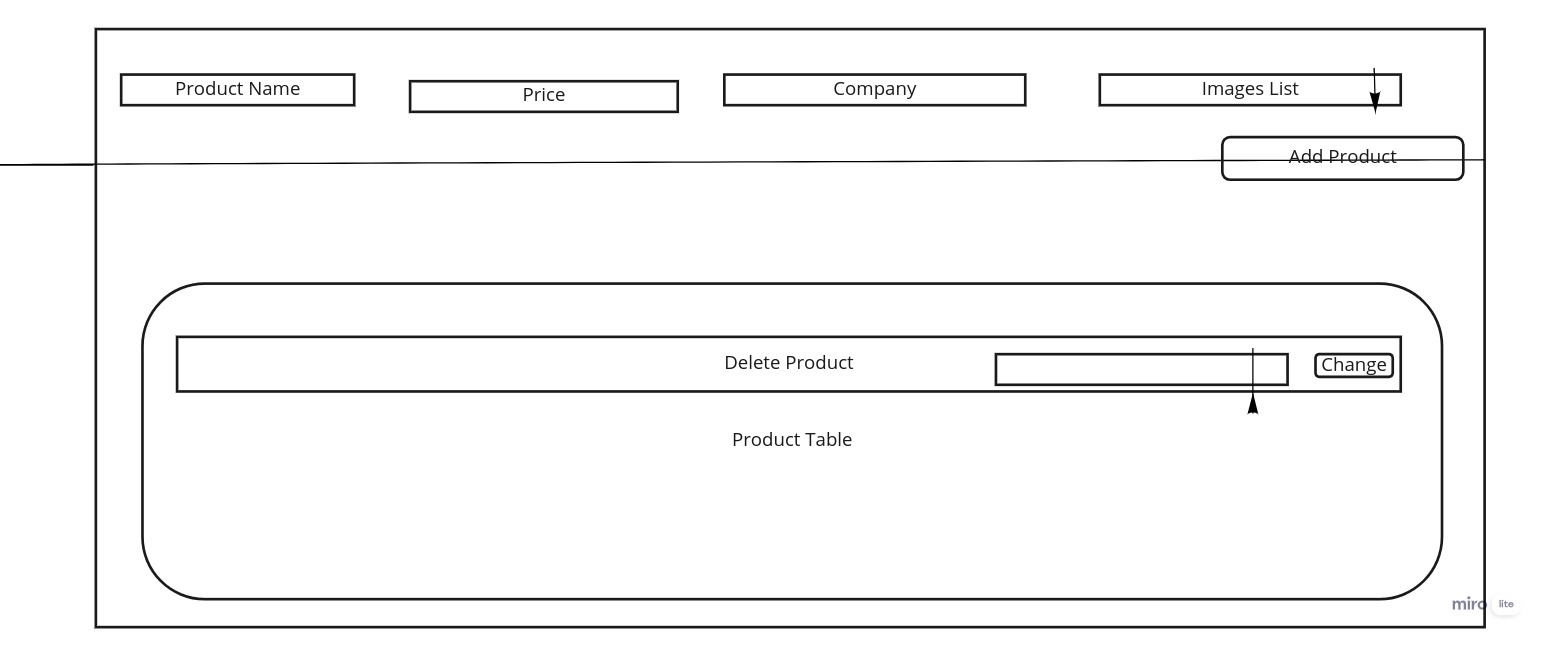 Product Name
Price
Company
Images List
Add Product
Delete Product
Change
Product Table
miro lite